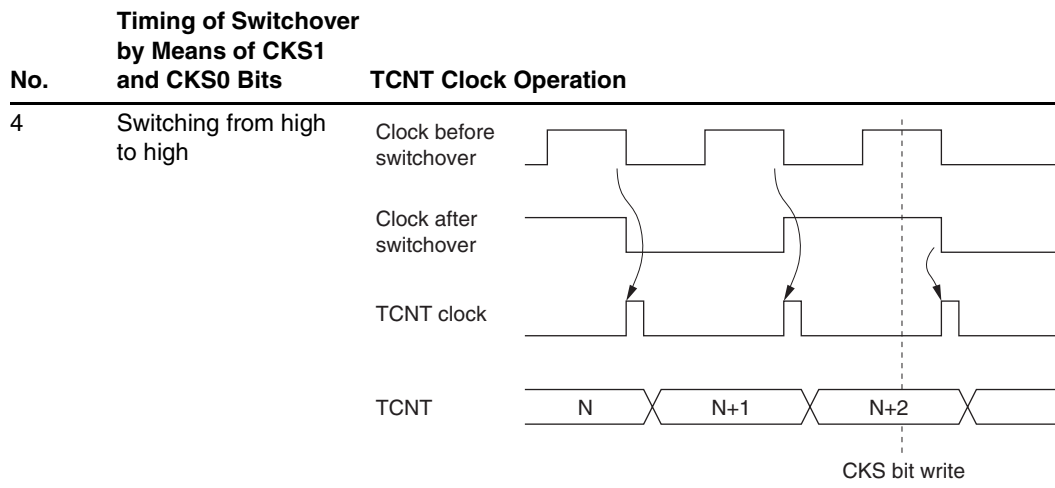 Timing of Switchover
by Means of CKS1
No. and CKS0 Bits TCNT Clock Operation
4 Switching from high
to high
Clock before
switchover
Clock after
switchover
TCNT clock
TCNT N N+1 N+2
CKS bit write